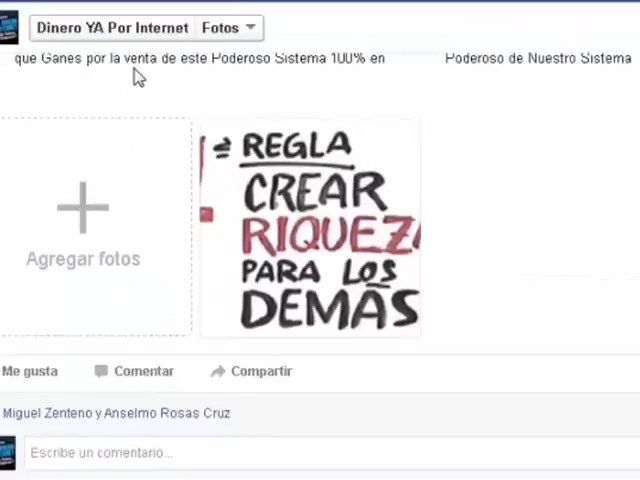 Dinero YA Por Internet Fotos
que Ganes por la venta de este Poderoso Sistema 100% en
Poderoso de Nuestro Sistema
REGLA
CREAR
RIQUEZA
PARA LOS
DEMÁS
Agregar fotos
Me gusta Comentar Compartir
Miguel Zenteno y Anselmo Rosas Cruz
Escribe un comentario...